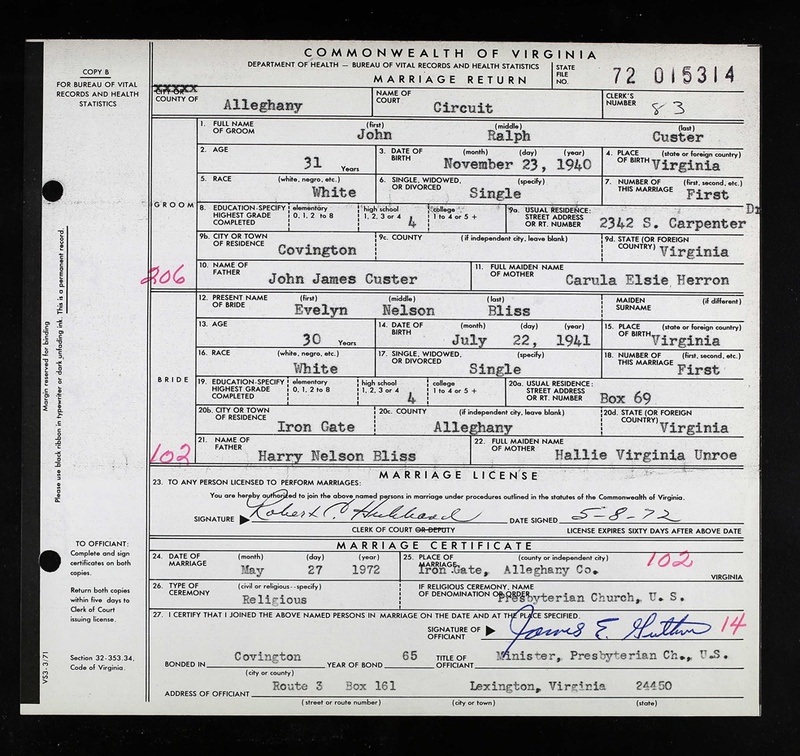 COMMONWEALTH OF VIRGINIA
DEPARTMENT OF HEALTH — BUREAU OF VITAL RECORDS AND HEALTH STATISTICS
MARRIAGE RETURN
STATE FILE NO. 72 015314
COPY B
FOR BUREAU OF VITAL RECORDS AND HEALTH STATISTICS
COUNTY OF Alleghany
NAME OF COURT Circuit
CLERK'S NUMBER 83
GROOM
1. FULL NAME OF GROOM (first) John (middle) Ralph (last) Custer
2. AGE 31 Years
3. DATE OF BIRTH (month) (day) (year) November 23, 1940
4. PLACE OF BIRTH (state or foreign country) Virginia
5. RACE (white, negro, etc.) White
6. SINGLE, WIDOWED, OR DIVORCED (specify) Single
7. NUMBER OF THIS MARRIAGE (first, second, etc.) First
8. EDUCATION-SPECIFY HIGHEST GRADE COMPLETED elementary 0, 1, 2 to 8 high school 1, 2, 3 or 4 4 college 1 to 4 or 5 +
9a. USUAL RESIDENCE: STREET ADDRESS OR RT. NUMBER 2342 S. Carpenter Dr
9b. CITY OR TOWN OF RESIDENCE Covington
9c. COUNTY (if independent city, leave blank)
9d. STATE (OR FOREIGN COUNTRY) Virginia
206
10. NAME OF FATHER John James Custer
11. FULL MAIDEN NAME OF MOTHER Carula Elsie Herron
BRIDE
12. PRESENT NAME OF BRIDE (first) Evelyn (middle) Nelson (last) Bliss
MAIDEN SURNAME (if different)
13. AGE 30 Years
14. DATE OF BIRTH (month) (day) (year) July 22, 1941
15. PLACE OF BIRTH (state or foreign country) Virginia
16. RACE (white, negro, etc.) White
17. SINGLE, WIDOWED, OR DIVORCED (specify) Single
18. NUMBER OF THIS MARRIAGE (first, second, etc.) First
19. EDUCATION-SPECIFY HIGHEST GRADE COMPLETED elementary 0, 1, 2 to 8 high school 1, 2, 3 or 4 4 college 1 to 4 or 5 +
20a. USUAL RESIDENCE: STREET ADDRESS OR RT. NUMBER Box 69
20b. CITY OR TOWN OF RESIDENCE Iron Gate
20c. COUNTY (if independent city, leave blank) Alleghany
20d. STATE (OR FOREIGN COUNTRY) Virginia
102
21. NAME OF FATHER Harry Nelson Bliss
22. FULL MAIDEN NAME OF MOTHER Hallie Virginia Unroe
MARRIAGE LICENSE
23. TO ANY PERSON LICENSED TO PERFORM MARRIAGES:
You are hereby authorized to join the above named persons in marriage under procedures outlined in the statutes of the Commonwealth of Virginia.
SIGNATURE Robert C Hubbard DATE SIGNED 5-8-72
CLERK OF COURT OR DEPUTY LICENSE EXPIRES SIXTY DAYS AFTER ABOVE DATE
MARRIAGE CERTIFICATE
24. DATE OF MARRIAGE (month) (day) (year) May 27 1972
25. PLACE OF MARRIAGE (county or independent city) Iron Gate, Alleghany Co. 102 VIRGINIA
26. TYPE OF CEREMONY (civil or religious - specify) Religious
IF RELIGIOUS CEREMONY, NAME OF DENOMINATION OR ORDER Presbyterian Church, U. S.
27. I CERTIFY THAT I JOINED THE ABOVE NAMED PERSONS IN MARRIAGE ON THE DATE AND AT THE PLACE SPECIFIED.
SIGNATURE OF OFFICIAL James E. 14
BONDED IN Covington (city or county) YEAR OF BOND 65 TITLE OF OFFICIAL Minister, Presbyterian Ch., U.S.
ADDRESS OF OFFICIAL Route 3 Box 161 Lexington, Virginia 24450
(street or route number) (city or town) (state)
Margin reserved for binding
Please use black ribbon in typewriter or dark unfading ink. This is a permanent record.
TO OFFICIAL:
Complete and sign
certificates on both
copies.
Return both copies
within five days to
Clerk of Court
issuing license.
Section 32-353.34,
Code of Virginia.
VS3-3/71